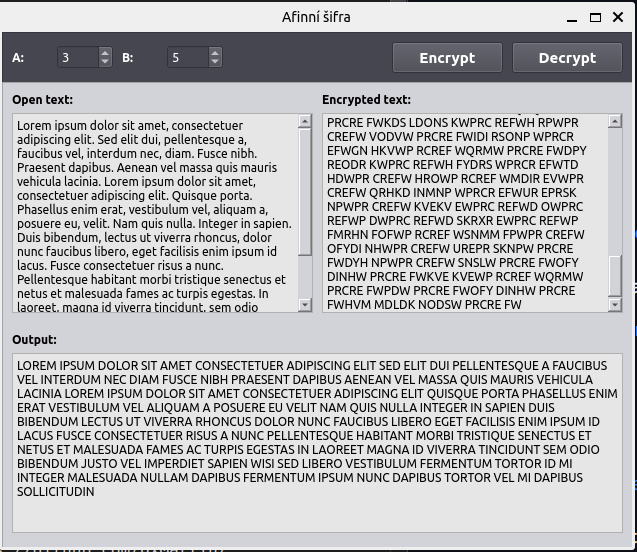 Afinní šifra
A: 3 B: 5 Encrypt Decrypt
Open text:
Lorem ipsum dolor sit amet, consectetuer
adipiscing elit. Sed elit dui, pellentesque a,
faucibus vel, interdum nec, diam. Fusce nibh.
Praesent dapibus. Aenean vel massa quis mauris
vehicula lacinia. Lorem ipsum dolor sit amet,
consectetuer adipiscing elit. Quisque porta.
Phasellus enim erat, vestibulum vel, aliquam a,
posuere eu, velit. Nam quis nulla. Integer in sapien.
Duis bibendum, lectus ut viverra rhoncus, dolor
nunc faucibus libero, eget facilisis enim ipsum id
lacus. Fusce consectetuer risus a nunc.
Pellentesque habitant morbi tristique senectus et
netus et malesuada fames ac turpis egestas. In
laoreet, magna id viverra tincidunt, sem odio
Encrypted text:
PRCRE FWKDS LDONS KWPRC REFWH RPWPR
CREFW VODVW PRCRE FWIDI RSONP WPRCR
EFWGN HKVWP RCREF WQRMW PRCRE FWDPY
REODR KWPRC REFWH FYDRS WPRCR EFWTD
HDWPR CREFW HROWP RCREF WMDIR EVWPR
CREFW QRHKD INMNP WPRCR EFWUR EPRSK
NPWPR CREFW KVEKV EWPRC REFWD OWPRC
REFWP DWPRC REFWD SKRXR EWPRC REFWP
FMRHN FOFWP RCREF WSNMM FPWPR CREFW
OFYDI NHWPR CREFW UREPR SKNPW PRCRE
FWDYH NPWPR CREFW SNSLW PRCRE FWOFY
DINHW PRCRE FWKVE KVEWP RCREF WQRMW
PRCRE FWPDW PRCRE FWOFY DINHW PRCRE
FWHVM MDLDK NODSW PRCRE FW
Output:
LOREM IPSUM DOLOR SIT AMET CONSECTETUER ADIPISCING ELIT SED ELIT DUI PELLENTESQUE A FAUCIBUS
VEL INTERDUM NEC DIAM FUSCE NIBH PRAESENT DAPIBUS AENEAN VEL MASSA QUIS MAURIS VEHICULA
LACINIA LOREM IPSUM DOLOR SIT AMET CONSECTETUER ADIPISCING ELIT QUISQUE PORTA PHASELLUS ENIM
ERAT VESTIBULUM VEL ALIQUAM A POSUERE EU VELIT NAM QUIS NULLA INTEGER IN SAPIEN DUIS
BIBENDUM LECTUS UT VIVERRA RHONCUS DOLOR NUNC FAUCIBUS LIBERO EGET FACILISIS ENIM IPSUM ID
LACUS FUSCE CONSECTETUER RISUS A NUNC PELLENTESQUE HABITANT MORBI TRISTIQUE SENECTUS ET
NETUS ET MALESUADA FAMES AC TURPIS EGESTAS IN LAOREET MAGNA ID VIVERRA TINCIDUNT SEM ODIO
BIBENDUM JUSTO VEL IMPERDIET SAPIEN WISI SED LIBERO VESTIBULUM FERMENTUM TORTOR ID MI
INTEGER MALESUADA NULLAM DAPIBUS FERMENTUM IPSUM NUNC DAPIBUS TORTOR VEL MI DAPIBUS
SOLLICITUDIN